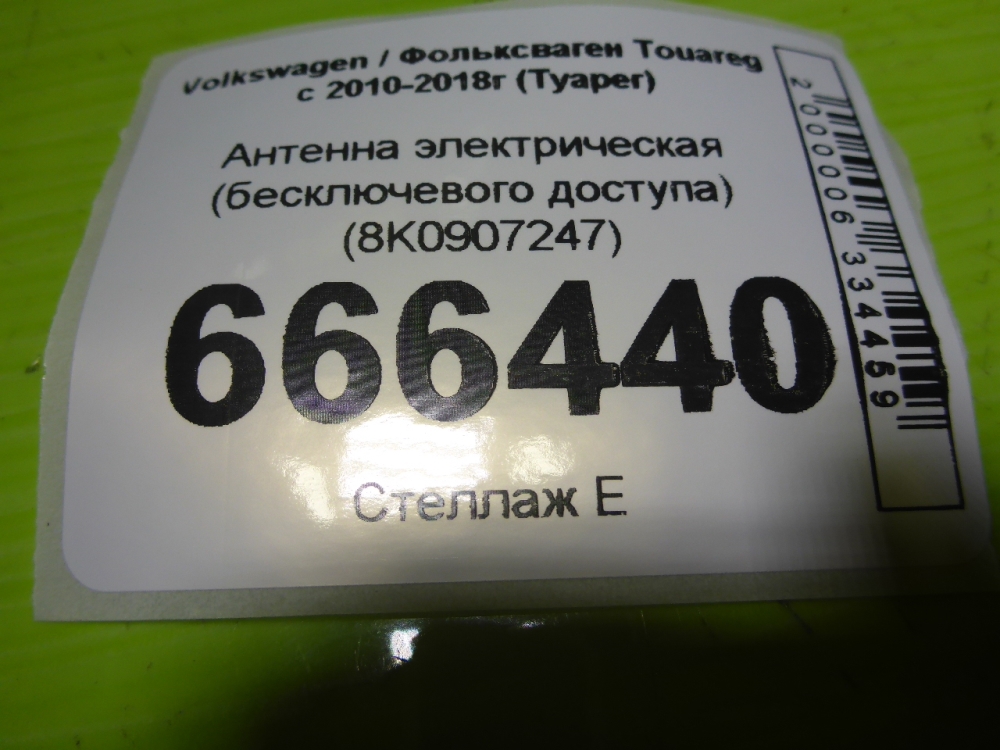 Volkswagen / Фольксваген Touareg
с 2010-2018г (Туарег)
Антенна электрическая
(бесключевого доступа)
(8K0907247)
666440
Стеллаж Е
2000006334459